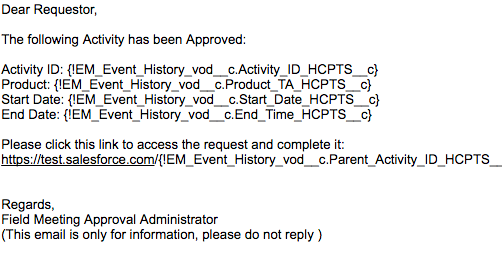 Dear Requestor,
The following Activity has been Approved:
Activity ID: {!EM_Event_History_vod__c.Activity_ID_HCPTS__c}
Product: {!EM_Event_History_vod__c.Product_TA_HCPTS__c}
Start Date: {!EM_Event_History_vod__c.Start_Date_HCPTS__c}
End Date: {!EM_Event_History_vod__c.End_Time_HCPTS__c}
Please click this link to access the request and complete it:
https://test.salesforce.com/{!EM_Event_History_vod__c.Parent_Activity_ID_HCPTS__
Regards,
Field Meeting Approval Administrator
(This email is only for information, please do not reply )